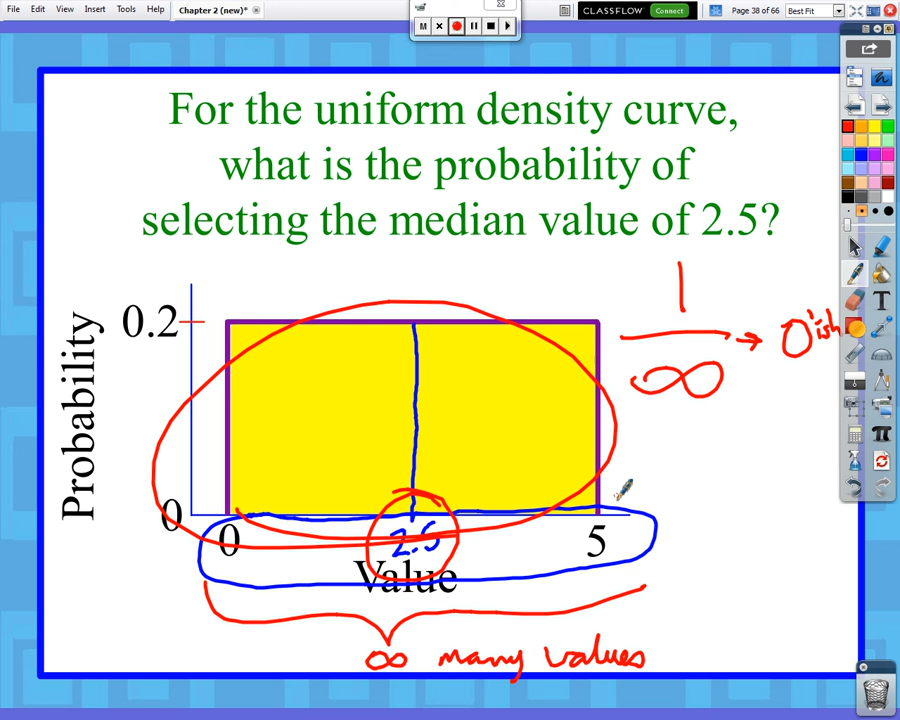 File Edit View Insert Tools Help
Chapter 2 (new)*
M
CLASSFLOW Connect
Page 38 of 66
Best Fit
For the uniform density curve,
what is the probability of
selecting the median value of 2.5?
Probability
0.2
0
0
2.5
5
Value
∞ many values
1
∞
→ 0'ish
T
π